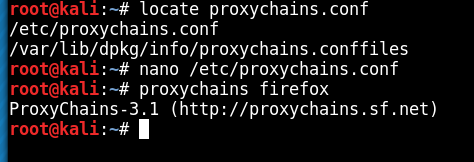 root@kali:~# locate proxychains.conf
/etc/proxychains.conf
/var/lib/dpkg/info/proxychains.conffiles
root@kali:~# nano /etc/proxychains.conf
root@kali:~# proxychains firefox
ProxyChains-3.1 (http://proxychains.sf.net)
root@kali:~#